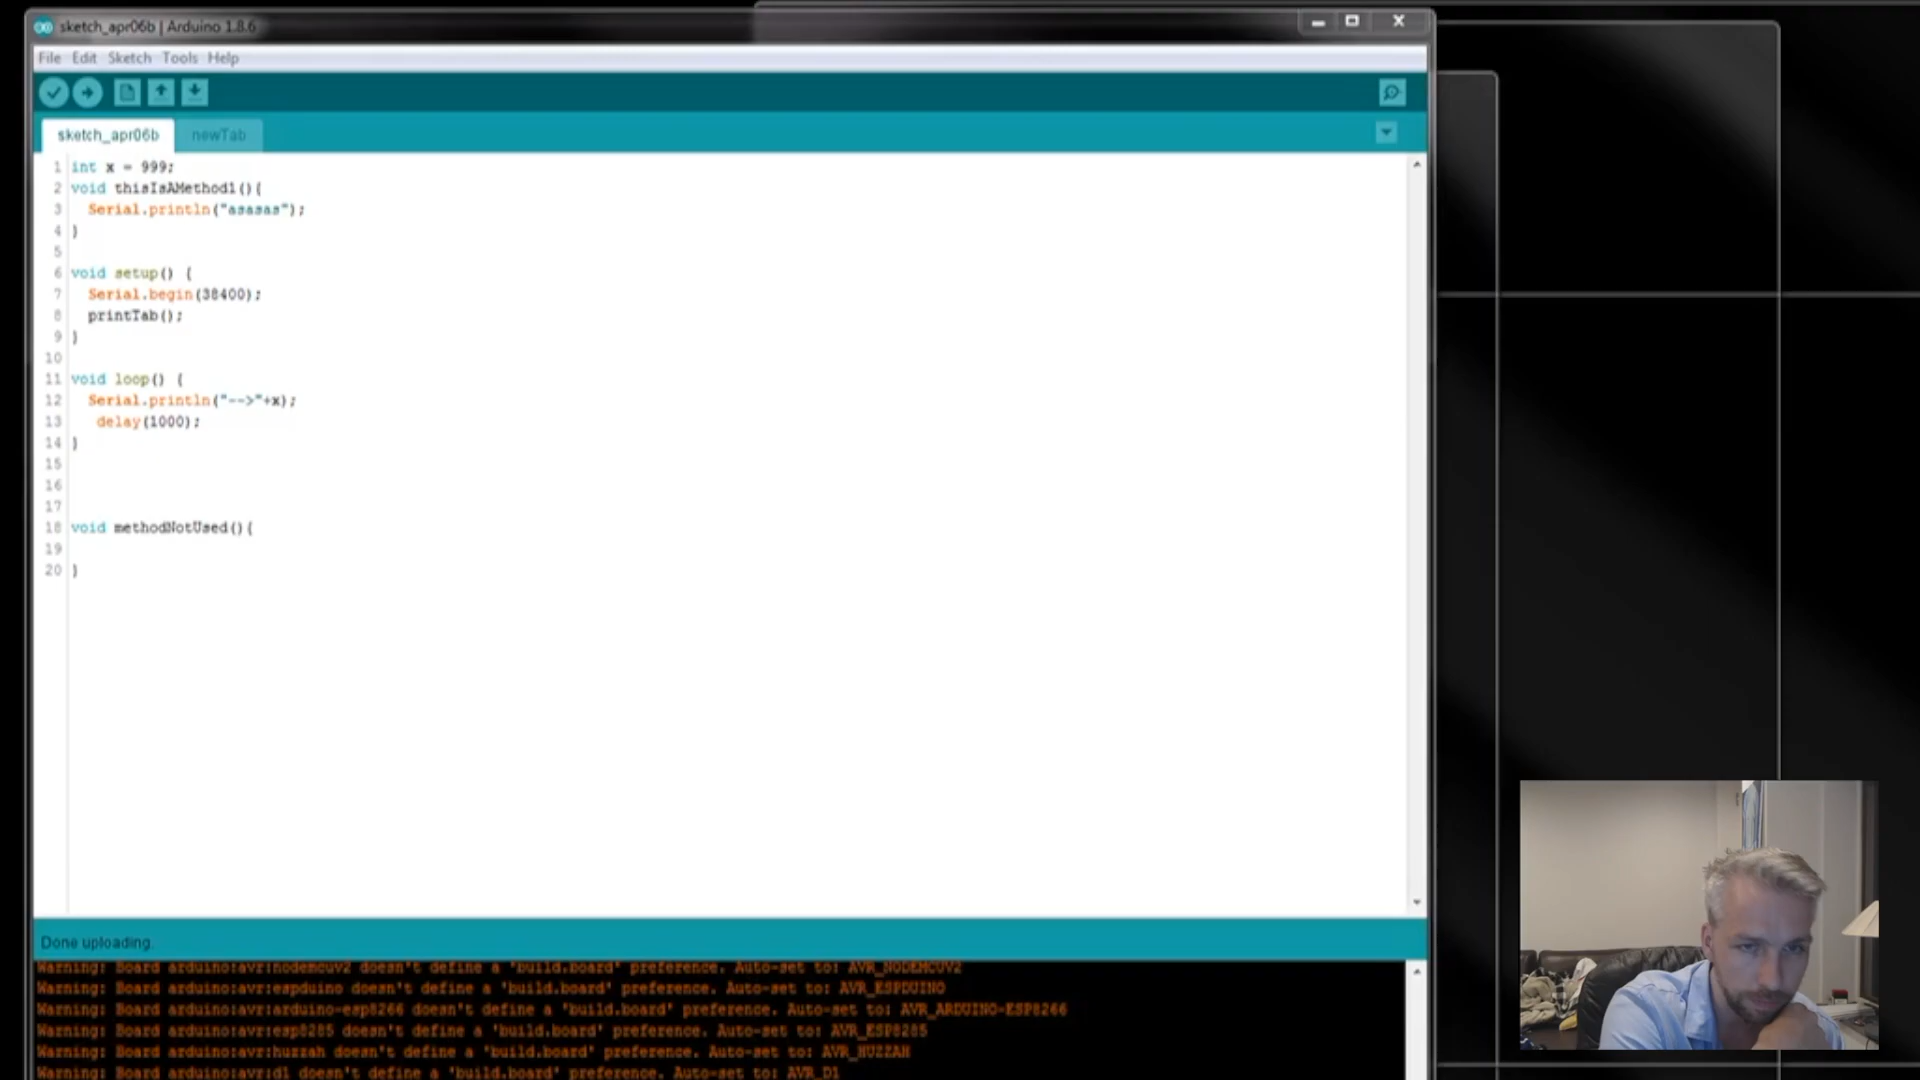 sketch_apr06b | Arduino 1.8.6
File Edit Sketch Tools Help
sketch_apr06b newTab
1 int x = 999;
2 void thisIsAMethod1(){
3 Serial.println("asasas");
4 }
5
6 void setup() {
7 Serial.begin(38400);
8 printTab();
9 }
10
11 void loop() {
12 Serial.println("-->"+x);
13 delay(1000);
14 }
15
16
17
18 void methodNotUsed(){
19
20 }
Done uploading.
Warning: Board arduino:avr:nodemcuv2 doesn't define a 'build.board' preference. Auto-set to: AVR_NODEMCUV2
Warning: Board arduino:avr:espduino doesn't define a 'build.board' preference. Auto-set to: AVR_ESPDUINO
Warning: Board arduino:avr:arduino-esp8266 doesn't define a 'build.board' preference. Auto-set to: AVR_ARDUINO-ESP8266
Warning: Board arduino:avr:esp8285 doesn't define a 'build.board' preference. Auto-set to: AVR_ESP8285
Warning: Board arduino:avr:huzzah doesn't define a 'build.board' preference. Auto-set to: AVR_HUZZAH
Warning: Board arduino:avr:d1 doesn't define a 'build.board' preference. Auto-set to: AVR_D1